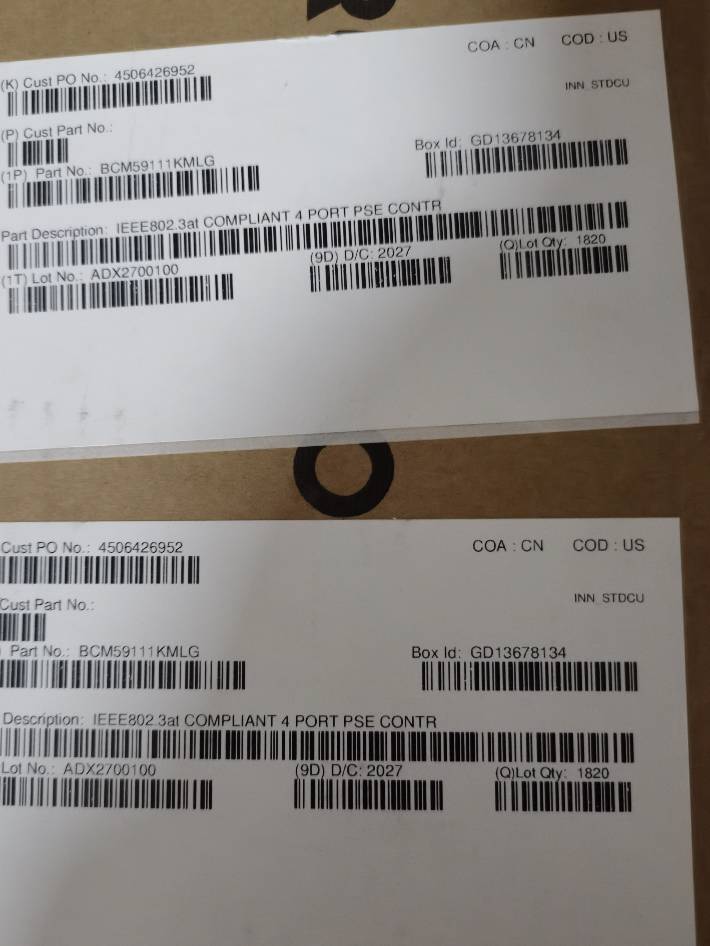 COA : CN COD : US
(K) Cust PO No.: 4506426952
INN_STDCU
(P) Cust Part No.:
Box Id: GD13678134
(1P) Part No.: BCM59111KMLG
Part Description: IEEE802.3at COMPLIANT 4 PORT PSE CONTR
(1T) Lot No.: ADX2700100 (9D) D/C: 2027 (Q)Lot Qty: 1820
Cust PO No.: 4506426952 COA : CN COD : US
INN_STDCU
Cust Part No.:
) Part No.: BCM59111KMLG Box Id: GD13678134
Description: IEEE802.3at COMPLIANT 4 PORT PSE CONTR
Lot No.: ADX2700100 (9D) D/C: 2027 (Q)Lot Qty: 1820